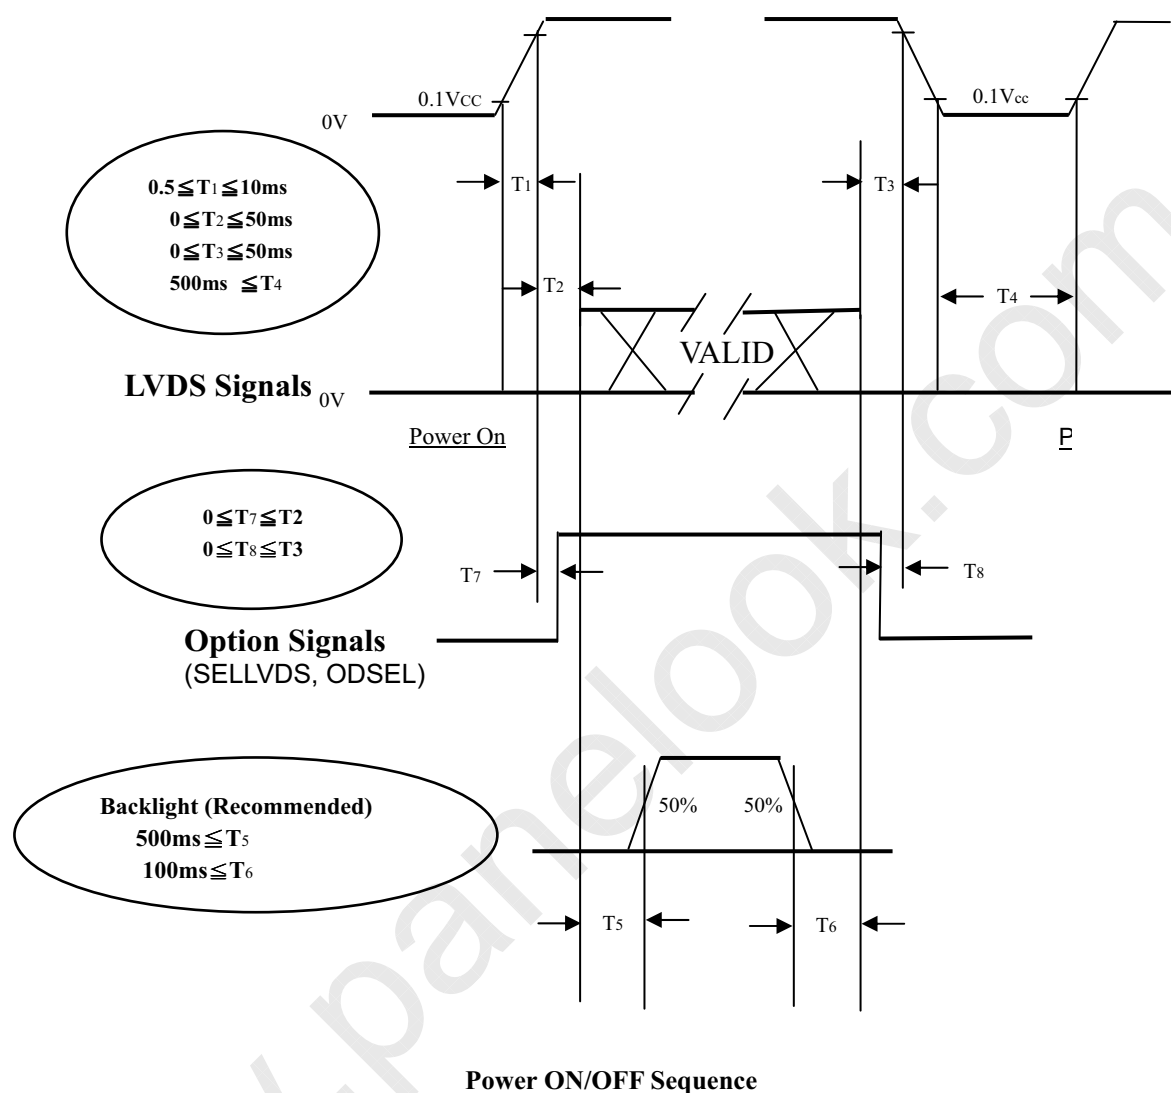 0.1VCC
0.1Vcc
0V
0.5≦T1≦10ms
0≦T2≦50ms
0≦T3≦50ms
500ms ≦T4
T1
T3
T2
T4
VALID
LVDS Signals
0V
Power On
P
0≦T7≦T2
0≦T8≦T3
T7
T8
Option Signals
(SELLVDS, ODSEL)
Backlight (Recommended)
500ms≦T5
100ms≦T6
50%
50%
T5
T6
Power ON/OFF Sequence
.panelook.com